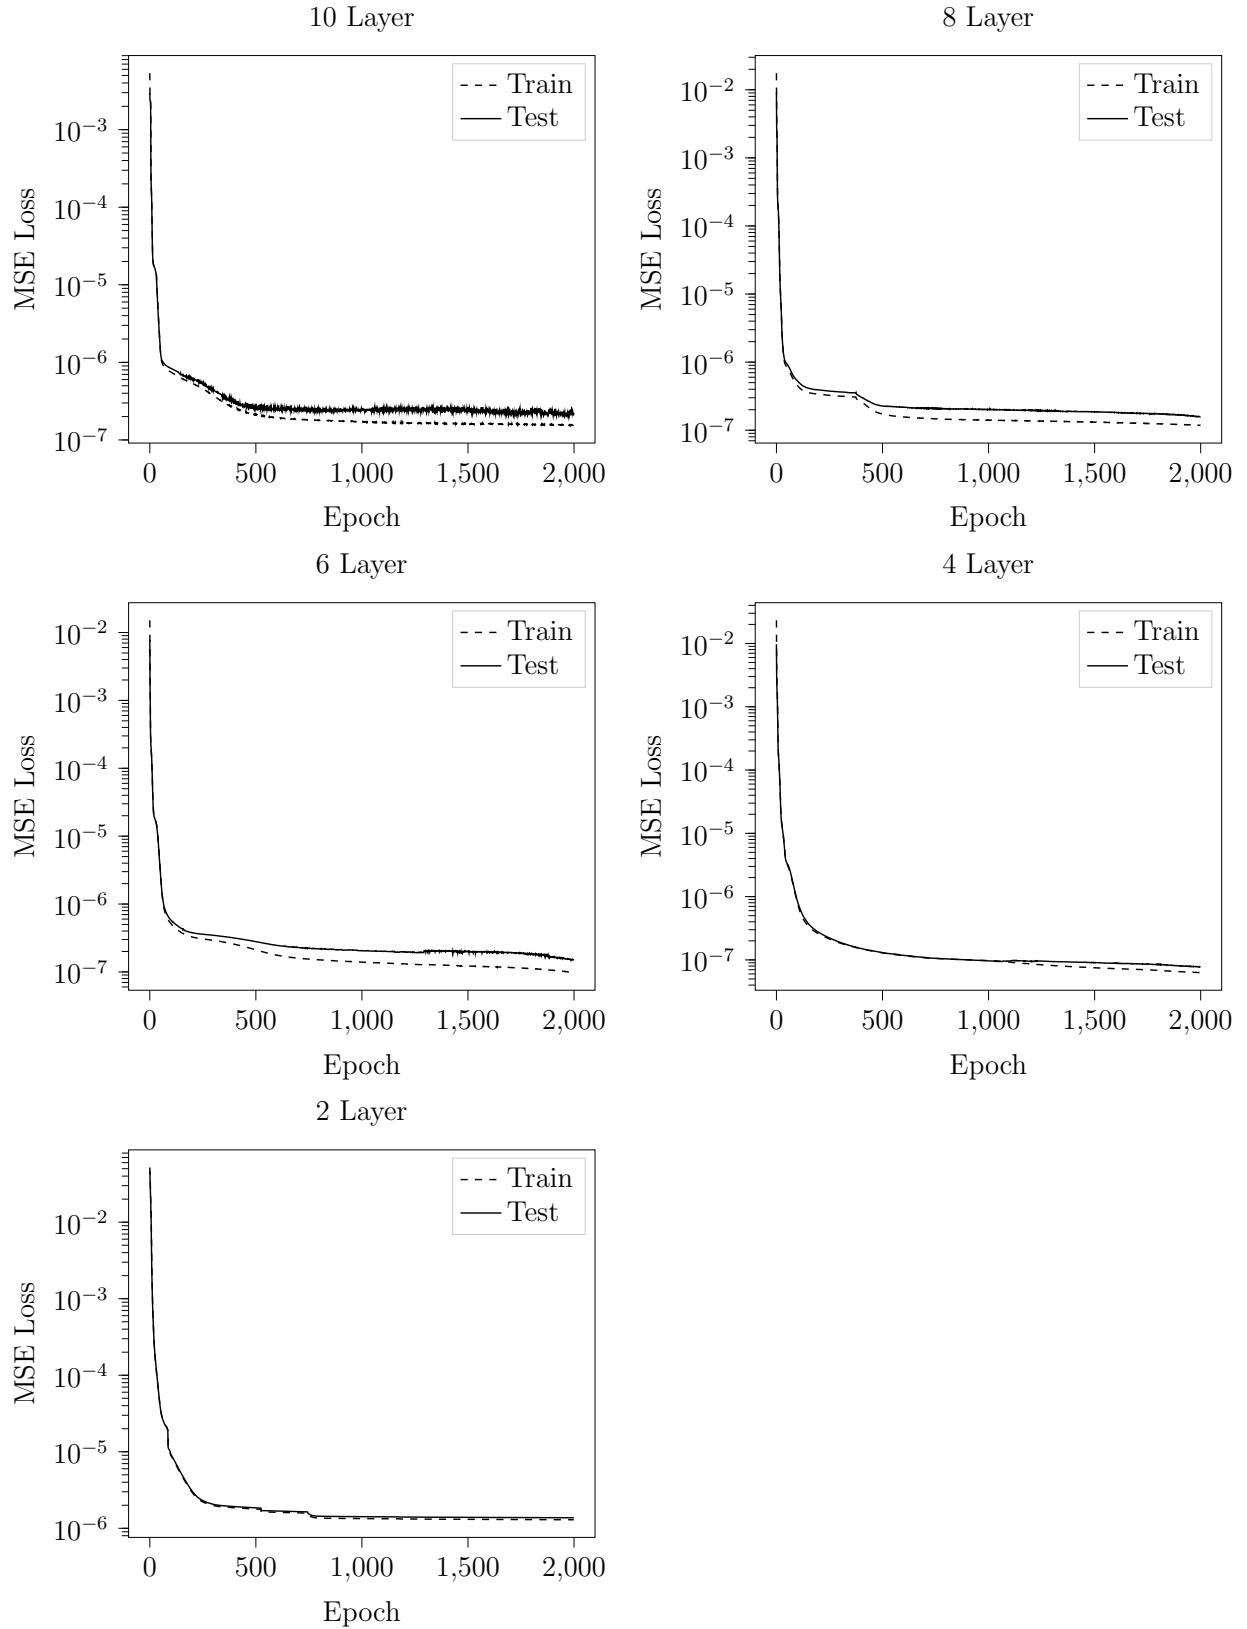 10 Layer
10⁻³
10⁻⁴
10⁻⁵
10⁻⁶
10⁻⁷
MSE Loss
Train
Test
0 500 1,000 1,500 2,000
Epoch
8 Layer
10⁻²
10⁻³
10⁻⁴
10⁻⁵
10⁻⁶
10⁻⁷
MSE Loss
Train
Test
0 500 1,000 1,500 2,000
Epoch
6 Layer
10⁻²
10⁻³
10⁻⁴
10⁻⁵
10⁻⁶
10⁻⁷
MSE Loss
Train
Test
0 500 1,000 1,500 2,000
Epoch
4 Layer
10⁻²
10⁻³
10⁻⁴
10⁻⁵
10⁻⁶
10⁻⁷
MSE Loss
Train
Test
0 500 1,000 1,500 2,000
Epoch
2 Layer
10⁻²
10⁻³
10⁻⁴
10⁻⁵
10⁻⁶
MSE Loss
Train
Test
0 500 1,000 1,500 2,000
Epoch